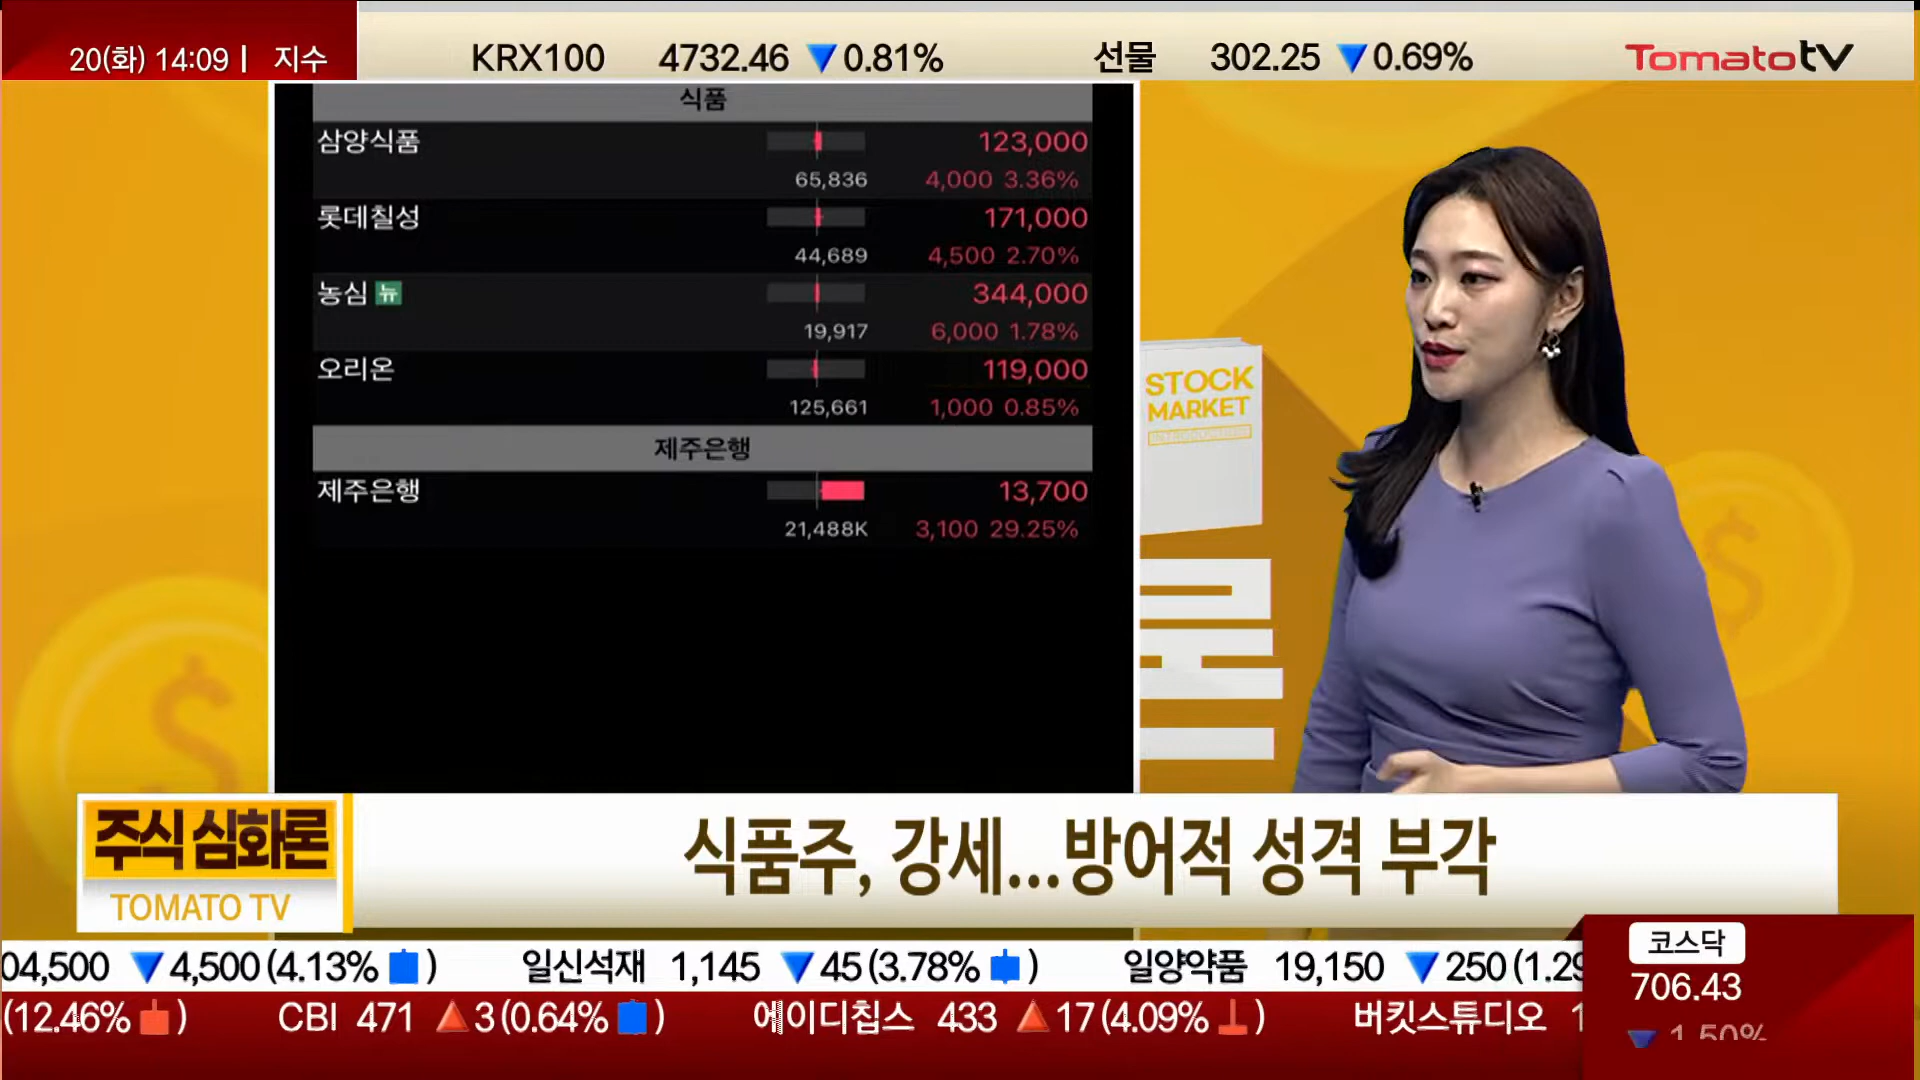 20(화) 14:09 | 지수
KRX100 4732.46 ▼0.81% 선물 302.25 ▼0.69%
Tomatotv
식품
삼양식품 123,000
65,836 4,000 3.36%
롯데칠성 171,000
44,689 4,500 2.70%
농심 뉴 344,000
19,917 6,000 1.78%
오리온 119,000
125,661 1,000 0.85%
제주은행
제주은행 13,700
21,488K 3,100 29.25%
STOCK
MARKET
론
주식 심화론
TOMATO TV
식품주, 강세...방어적 성격 부각
04,500 ▼4,500 (4.13% ) 일신석재 1,145 ▼45 (3.78% ) 일양약품 19,150 ▼250 (1.29
(12.46% ) CBI 471 ▲3 (0.64% ) 에이디칩스 433 ▲17 (4.09% ) 버킷스튜디오 1
코스닥
706.43
▼ 1.50%